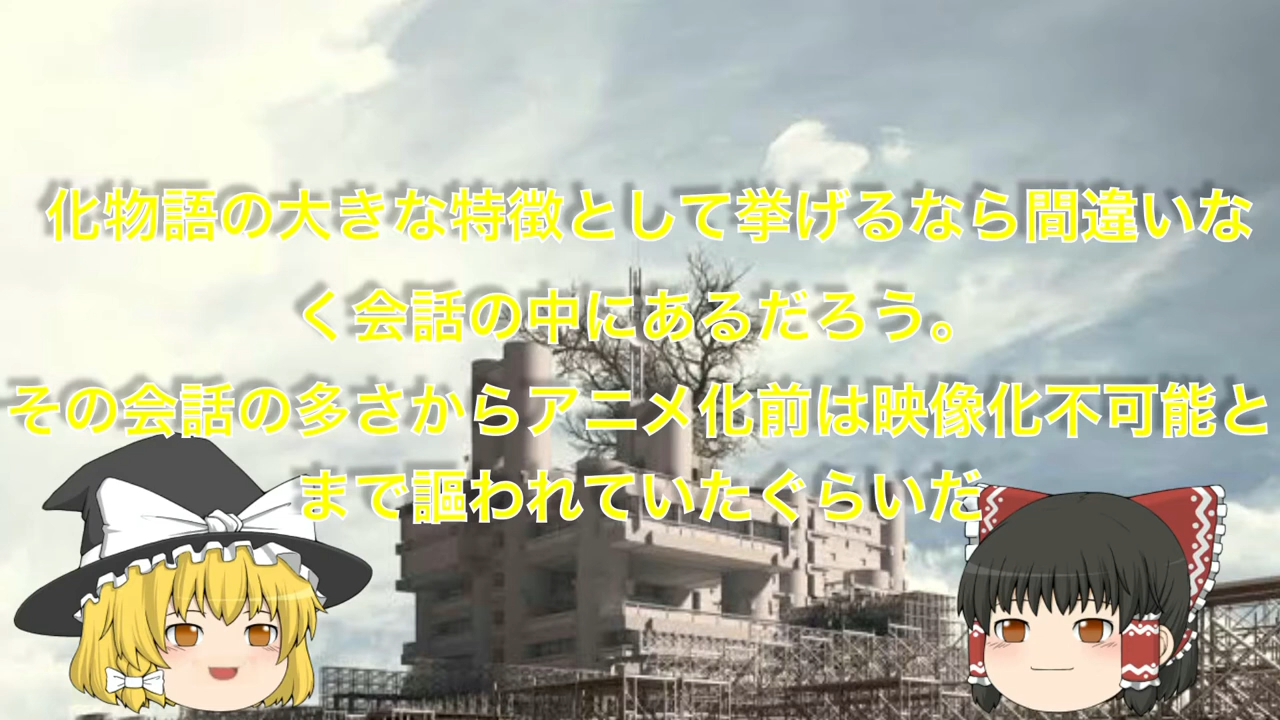 化物語の大きな特徴として挙げるなら間違いな
く会話の中にあるだろう。
その会話の多さからアニメ化前は映像化不可能と
まで謳われていたぐらいだ